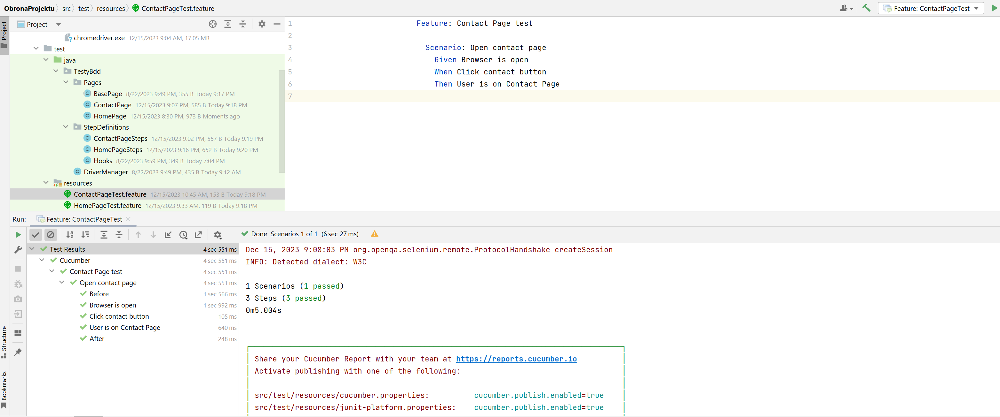 ObronaProjektu src test resources ContactPageTest.feature
Feature: ContactPageTest
Project
Project
chromedriver.exe 12/15/2023 9:04 AM, 17.05 MB
test
java
TestyBdd
Pages
BasePage 8/22/2023 9:49 PM, 355 B Today 9:17 PM
ContactPage 12/15/2023 9:07 PM, 585 B Today 9:18 PM
HomePage 12/15/2023 8:30 PM, 973 B Moments ago
StepDefinitions
ContactPageSteps 12/15/2023 9:02 PM, 557 B Today 9:19 PM
HomePageSteps 12/15/2023 9:16 PM, 652 B Today 9:20 PM
Hooks 8/22/2023 9:59 PM, 349 B Today 7:04 PM
DriverManager 8/22/2023 9:49 PM, 435 B Today 9:12 AM
resources
ContactPageTest.feature 12/15/2023 10:45 AM, 153 B Today 9:18 PM
HomePageTest.feature 12/15/2023 9:33 AM, 119 B Today 9:18 PM
1 Feature: Contact Page test
2
3 Scenario: Open contact page
4 Given Browser is open
5 When Click contact button
6 Then User is on Contact Page
7
Run: Feature: ContactPageTest
Done: Scenarios 1 of 1 (6 sec 27 ms)
Test Results 4 sec 551 ms
Cucumber 4 sec 551 ms
Contact Page test 4 sec 551 ms
Open contact page 4 sec 551 ms
Before 1 sec 566 ms
Browser is open 1 sec 992 ms
Click contact button 105 ms
User is on Contact Page 640 ms
After 248 ms
Structure
Bookmarks
Dec 15, 2023 9:08:03 PM org.openqa.selenium.remote.ProtocolHandshake createSession
INFO: Detected dialect: W3C
1 Scenarios (1 passed)
3 Steps (3 passed)
0m5.004s
Share your Cucumber Report with your team at https://reports.cucumber.io
Activate publishing with one of the following:
src/test/resources/cucumber.properties: cucumber.publish.enabled=true
src/test/resources/junit-platform.properties: cucumber.publish.enabled=true